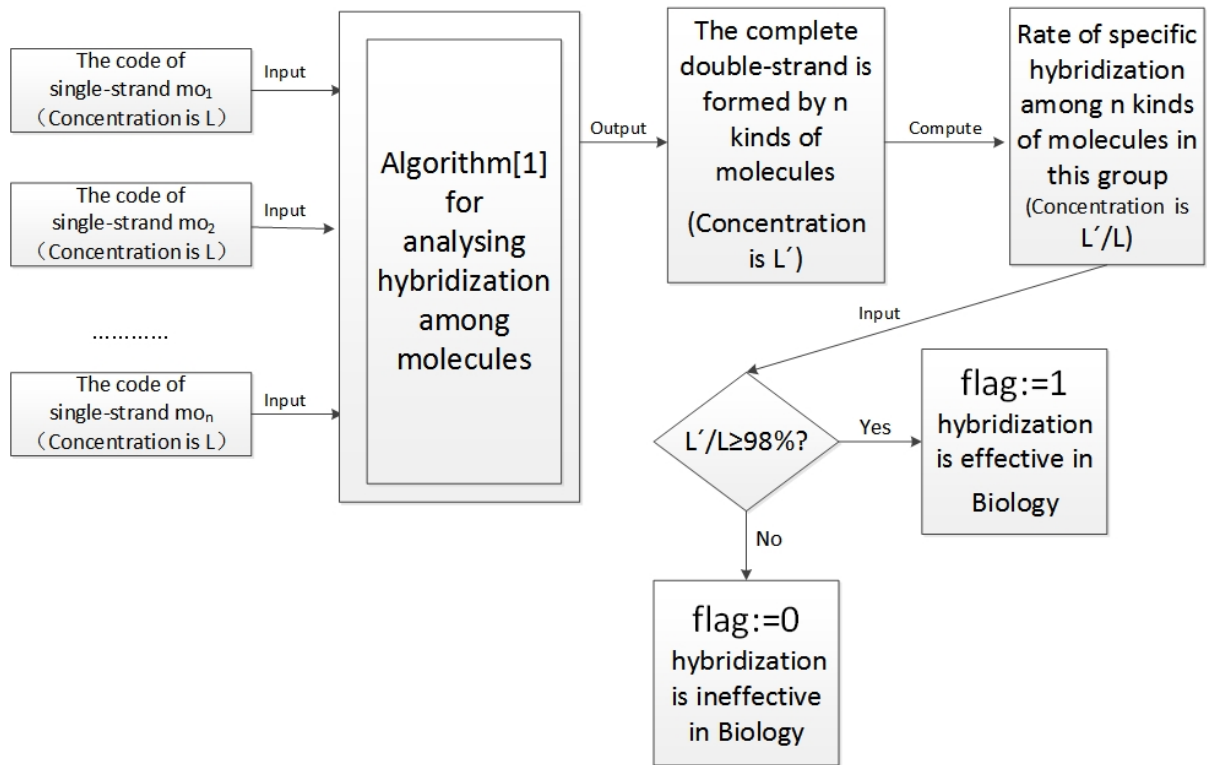 The code of
single-strand mo₁
（Concentration is L）
Input
The code of
single-strand mo₂
（Concentration is L）
Input
…………
The code of
single-strand moₙ
（Concentration is L）
Input
Algorithm[1]
for
analysing
hybridization
among
molecules
Output
The complete
double-strand is
formed by n
kinds of
molecules
(Concentration
is L´)
Compute
Rate of specific
hybridization
among n kinds
of molecules in
this group
(Concentration is
L´/L)
Input
L´/L≥98%?
Yes
flag:=1
hybridization
is effective in
Biology
No
flag:=0
hybridization
is ineffective
in Biology